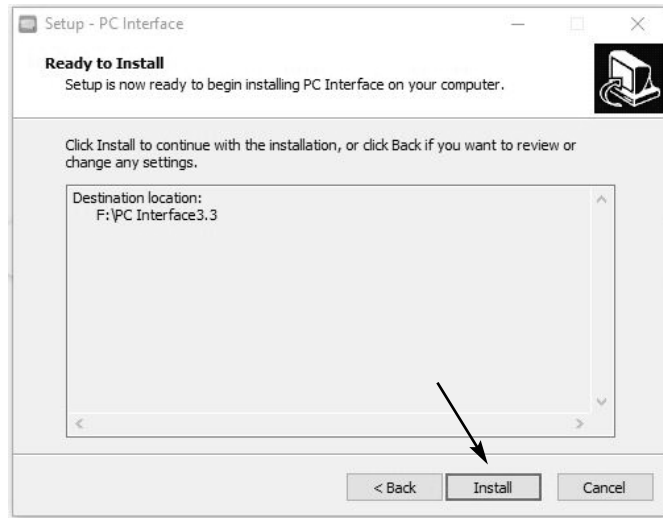 Setup - PC Interface
Ready to Install
Setup is now ready to begin installing PC Interface on your computer.
Click Install to continue with the installation, or click Back if you want to review or
change any settings.
Destination location:
F:\PC Interface3.3
< Back
Install
Cancel